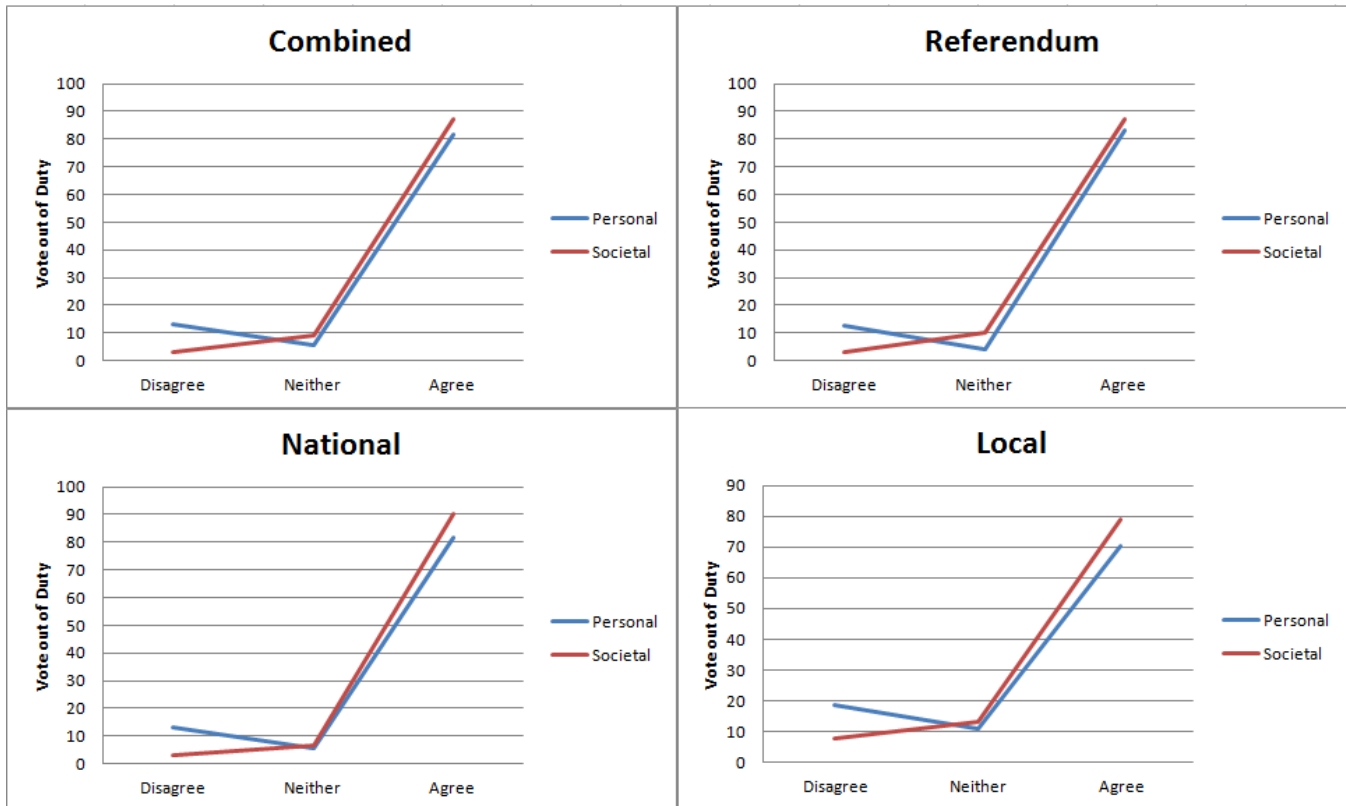 Combined
Vote out of Duty
100
90
80
70
60
50
40
30
20
10
0
Disagree Neither Agree
Personal
Societal
Referendum
Vote out of Duty
100
90
80
70
60
50
40
30
20
10
0
Disagree Neither Agree
Personal
Societal
National
Vote out of Duty
100
90
80
70
60
50
40
30
20
10
0
Disagree Neither Agree
Personal
Societal
Local
Vote out of Duty
90
80
70
60
50
40
30
20
10
0
Disagree Neither Agree
Personal
Societal